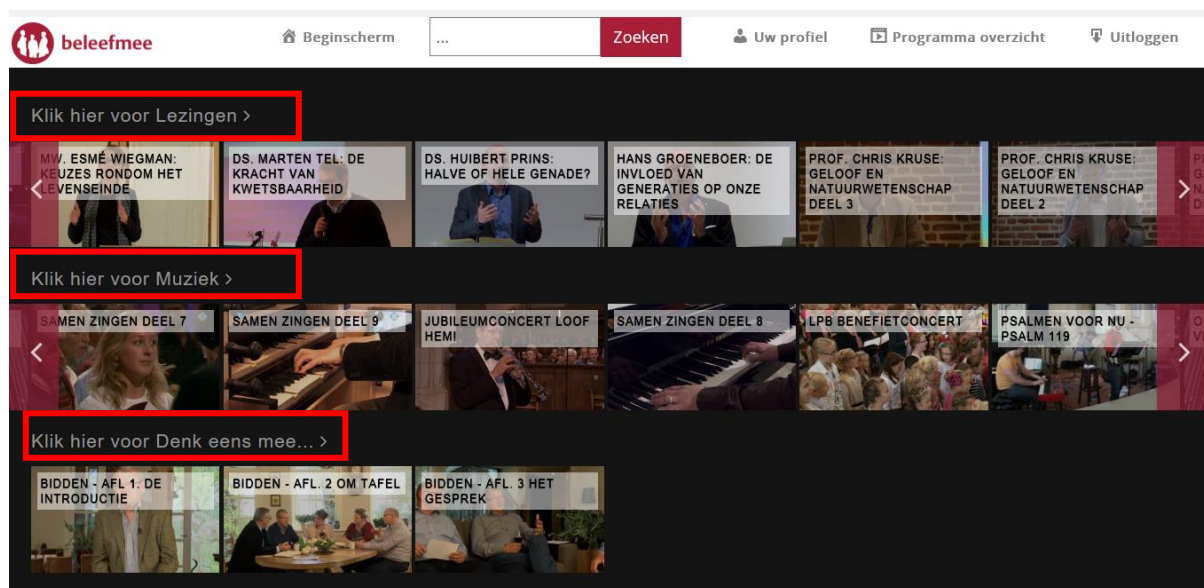 beleefmee
Beginscherm
...
Zoeken
Uw profiel
Programma overzicht
Uitloggen
Klik hier voor Lezingen >
MW. ESMÉ WIEGMAN:
KEUZES RONDOM HET
LEVENSEINDE
DS. MARTEN TEL: DE
KRACHT VAN
KWETSBAARHEID
DS. HUIBERT PRINS:
HALVE OF HELE GENADE?
HANS GROENEBOER: DE
INVLOED VAN
GENERATIES OP ONZE
RELATIES
PROF. CHRIS KRUSE:
GELOOF EN
NATUURWETENSCHAP
DEEL 3
PROF. CHRIS KRUSE:
GELOOF EN
NATUURWETENSCHAP
DEEL 2
Klik hier voor Muziek >
SAMEN ZINGEN DEEL 7
SAMEN ZINGEN DEEL 9
JUBILEUMCONCERT LOOF
HEM!
SAMEN ZINGEN DEEL 8
LPB BENEFIETCONCERT
PSALMEN VOOR NU -
PSALM 119
Klik hier voor Denk eens mee... >
BIDDEN - AFL 1. DE
INTRODUCTIE
BIDDEN - AFL. 2 OM TAFEL
BIDDEN - AFL. 3 HET
GESPREK